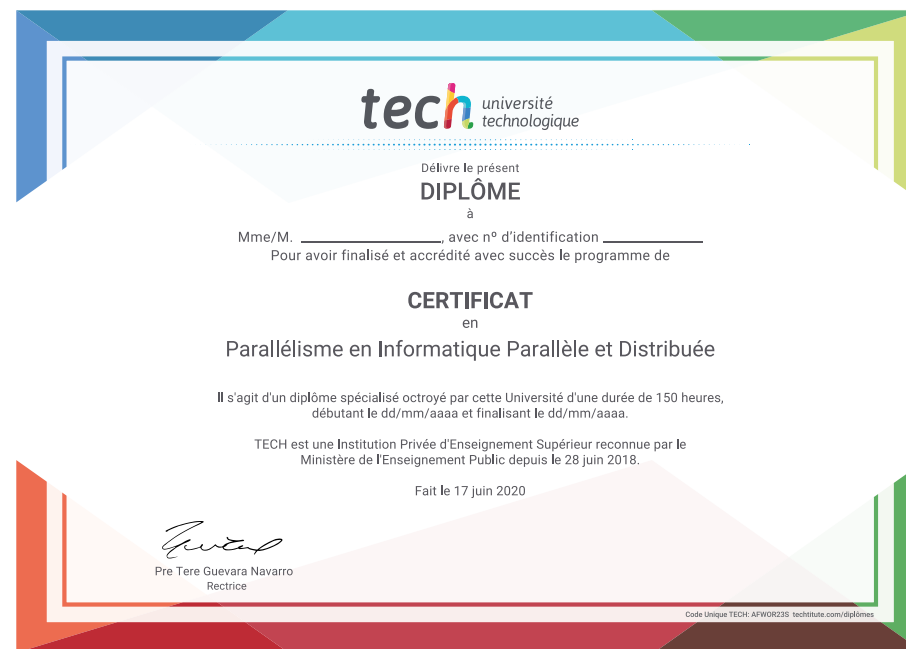 tech université
technologique
Délivre le présent
DIPLÔME
à
Mme/M. ____________________, avec nº d'identification ______________
Pour avoir finalisé et accrédité avec succès le programme de
CERTIFICAT
en
Parallélisme en Informatique Parallèle et Distribuée
Il s'agit d'un diplôme spécialisé octroyé par cette Université d'une durée de 150 heures,
débutant le dd/mm/aaaa et finalisant le dd/mm/aaaa.
TECH est une Institution Privée d'Enseignement Supérieur reconnue par le
Ministère de l'Enseignement Public depuis le 28 juin 2018.
Fait le 17 juin 2020
Pre Tere Guevara Navarro
Rectrice
Code Unique TECH: AFWOR23S techtitute.com/diplômes